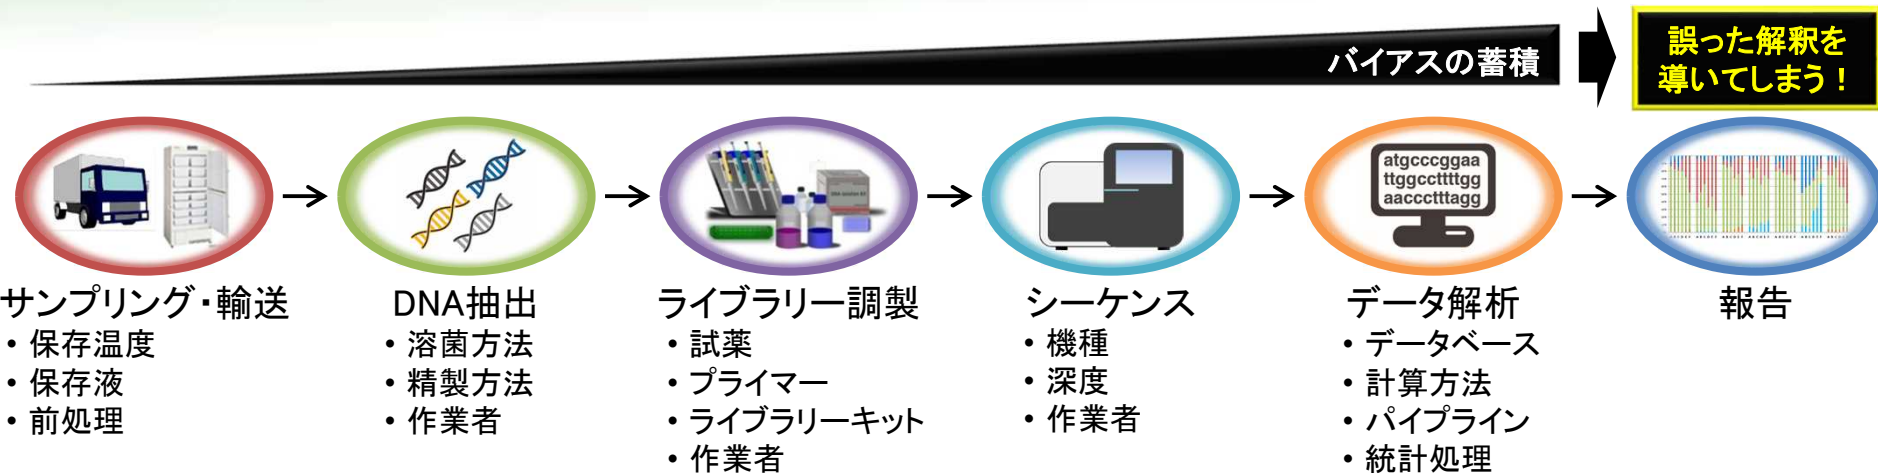 バイアスの蓄積
誤った解釈を
導いてしまう！
atgcccggaa
ttggccttttgg
aaccctttagg
サンプリング・輸送
・保存温度
・保存液
・前処理
DNA抽出
・溶菌方法
・精製方法
・作業者
ライブラリー調製
・試薬
・プライマー
・ライブラリーキット
・作業者
シーケンス
・機種
・深度
・作業者
データ解析
・データベース
・計算方法
・パイプライン
・統計処理
報告